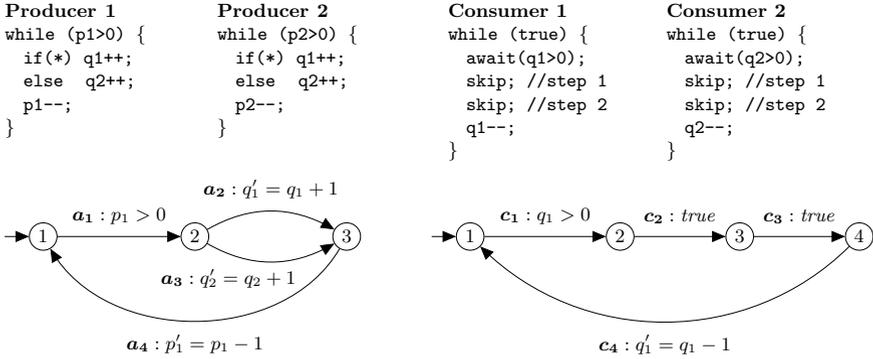 Producer 1
while (p1>0) {
if(*) q1++;
else q2++;
p1--;
}
Producer 2
while (p2>0) {
if(*) q1++;
else q2++;
p2--;
}
Consumer 1
while (true) {
await(q1>0);
skip; //step 1
skip; //step 2
q1--;
}
Consumer 2
while (true) {
await(q2>0);
skip; //step 1
skip; //step 2
q2--;
}
a₁ : p₁ > 0
a₂ : q′₁ = q₁ + 1
1 2 3
a₃ : q′₂ = q₂ + 1
a₄ : p′₁ = p₁ − 1
c₁ : q₁ > 0
c₂ : true
c₃ : true
1 2 3 4
c₄ : q′₁ = q₁ − 1